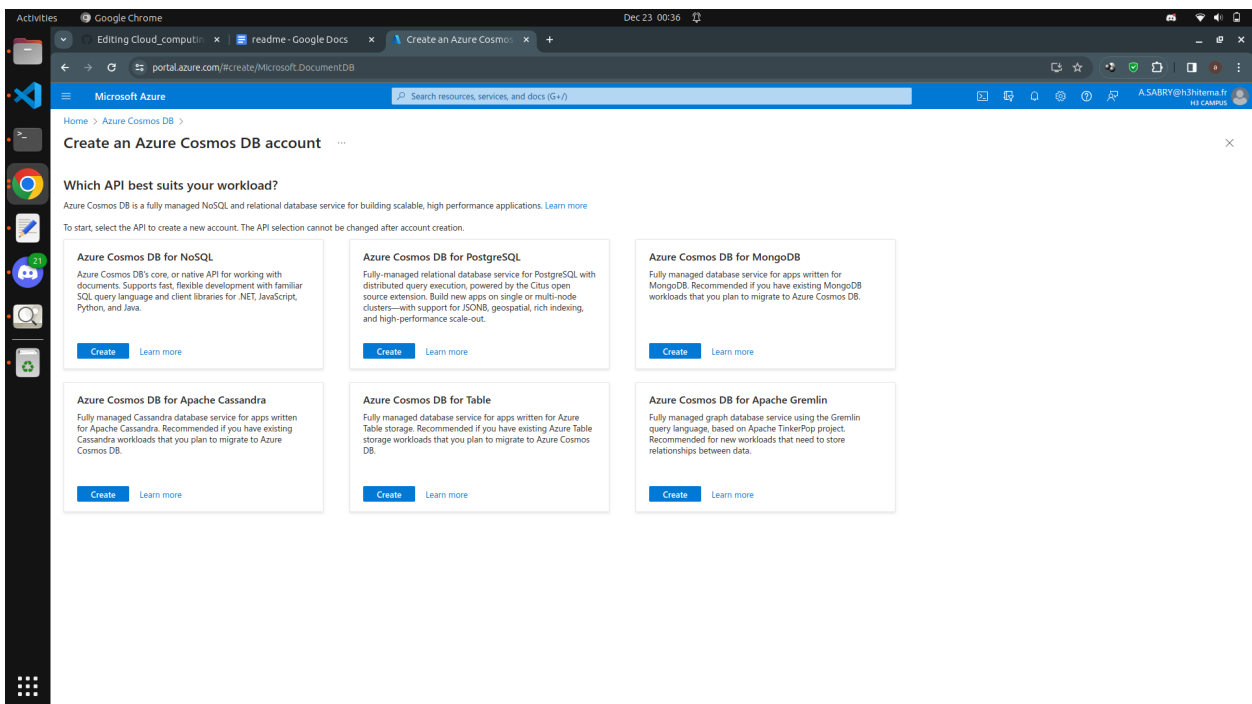 Activities
Google Chrome
Dec 23 00:36
Editing Cloud_computin
readme - Google Docs
Create an Azure Cosmos
portal.azure.com/#create/Microsoft.DocumentDB
Microsoft Azure
Search resources, services, and docs (G+/)
A.SABRY@h3hitema.fr
H3 CAMPUS
Home > Azure Cosmos DB >
Create an Azure Cosmos DB account ...
Which API best suits your workload?
Azure Cosmos DB is a fully managed NoSQL and relational database service for building scalable, high performance applications. Learn more
To start, select the API to create a new account. The API selection cannot be changed after account creation.
Azure Cosmos DB for NoSQL
Azure Cosmos DB's core, or native API for working with
documents. Supports fast, flexible development with familiar
SQL query language and client libraries for .NET, JavaScript,
Python, and Java.
Create
Learn more
Azure Cosmos DB for PostgreSQL
Fully-managed relational database service for PostgreSQL with
distributed query execution, powered by the Citus open
source extension. Build new apps on single or multi-node
clusters—with support for JSONB, geospatial, rich indexing,
and high-performance scale-out.
Create
Learn more
Azure Cosmos DB for MongoDB
Fully managed database service for apps written for
MongoDB. Recommended if you have existing MongoDB
workloads that you plan to migrate to Azure Cosmos DB.
Create
Learn more
Azure Cosmos DB for Apache Cassandra
Fully managed Cassandra database service for apps written
for Apache Cassandra. Recommended if you have existing
Cassandra workloads that you plan to migrate to Azure
Cosmos DB.
Create
Learn more
Azure Cosmos DB for Table
Fully managed database service for apps written for Azure
Table storage. Recommended if you have existing Azure Table
storage workloads that you plan to migrate to Azure Cosmos
DB.
Create
Learn more
Azure Cosmos DB for Apache Gremlin
Fully managed graph database service using the Gremlin
query language, based on Apache TinkerPop project.
Recommended for new workloads that need to store
relationships between data.
Create
Learn more
21